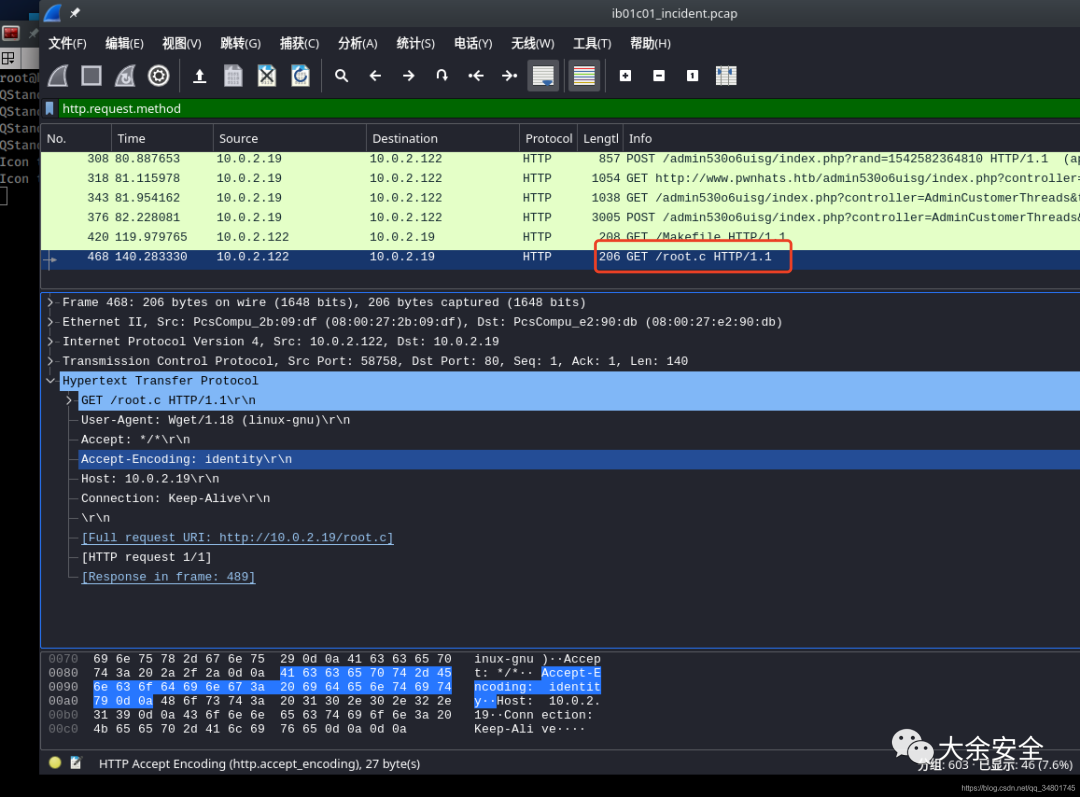 ib01c01_incident.pcap
文件(F) 编辑(E) 视图(V) 跳转(G) 捕获(C) 分析(A) 统计(S) 电话(Y) 无线(W) 工具(T) 帮助(H)
root@
QStan
QStan
QStan
QStan
Icon
Icon
http.request.method
No. Time Source Destination Protocol Lengtl Info
308 80.887653 10.0.2.19 10.0.2.122 HTTP 857 POST /admin530o6uisg/index.php?rand=1542582364810 HTTP/1.1 (ap
318 81.115978 10.0.2.19 10.0.2.122 HTTP 1054 GET http://www.pwnhats.htb/admin530o6uisg/index.php?controller=
343 81.954162 10.0.2.19 10.0.2.122 HTTP 1038 GET /admin530o6uisg/index.php?controller=AdminCustomerThreads&t
376 82.228081 10.0.2.19 10.0.2.122 HTTP 3005 POST /admin530o6uisg/index.php?controller=AdminCustomerThreads&
420 119.979765 10.0.2.122 10.0.2.19 HTTP 208 GET /Makefile HTTP/1.1
468 140.283330 10.0.2.122 10.0.2.19 HTTP 206 GET /root.c HTTP/1.1
Frame 468: 206 bytes on wire (1648 bits), 206 bytes captured (1648 bits)
Ethernet II, Src: PcsCompu_2b:09:df (08:00:27:2b:09:df), Dst: PcsCompu_e2:90:db (08:00:27:e2:90:db)
Internet Protocol Version 4, Src: 10.0.2.122, Dst: 10.0.2.19
Transmission Control Protocol, Src Port: 58758, Dst Port: 80, Seq: 1, Ack: 1, Len: 140
Hypertext Transfer Protocol
GET /root.c HTTP/1.1\r\n
User-Agent: Wget/1.18 (linux-gnu)\r\n
Accept: */*\r\n
Accept-Encoding: identity\r\n
Host: 10.0.2.19\r\n
Connection: Keep-Alive\r\n
\r\n
[Full request URI: http://10.0.2.19/root.c]
[HTTP request 1/1]
[Response in frame: 489]
0070 69 6e 75 78 2d 67 6e 75 29 0d 0a 41 63 63 65 70 inux-gnu )··Accep
0080 74 3a 20 2a 2f 2a 0d 0a 41 63 63 65 70 74 2d 45 t: */*·· Accept-E
0090 6e 63 6f 64 69 6e 67 3a 20 69 64 65 6e 74 69 74 ncoding: identit
00a0 79 0d 0a 48 6f 73 74 3a 20 31 30 2e 30 2e 32 2e y··Host: 10.0.2.
00b0 31 39 0d 0a 43 6f 6e 6e 65 63 74 69 6f 6e 3a 20 19··Conn ection:
00c0 4b 65 65 70 2d 41 6c 69 76 65 0d 0a 0d 0a Keep-Ali ve····
大余安全
HTTP Accept Encoding (http.accept_encoding), 27 byte(s) 分组: 603 · 已显示: 46 (7.6%)
https://blog.csdn.net/qq_34801745